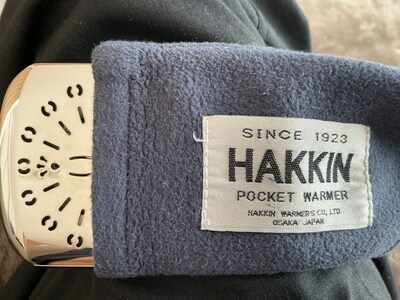 SINCE 1923
HAKKIN
POCKET WARMER
HAKKIN WARMERS CO., LTD
OSAKA JAPAN